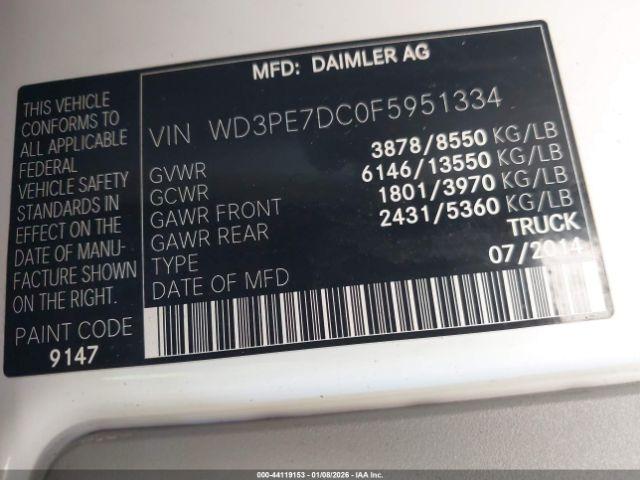 MFD: DAIMLER AG
THIS VEHICLE
CONFORMS TO
ALL APPLICABLE
FEDERAL
VEHICLE SAFETY
STANDARDS IN
EFFECT ON THE
DATE OF MANU-
FACTURE SHOWN
ON THE RIGHT.
PAINT CODE
9147
VIN WD3PE7DC0F5951334
GVWR 3878/8550 KG/LB
GCWR 6146/13550 KG/LB
GAWR FRONT 1801/3970 KG/LB
GAWR REAR 2431/5360 KG/LB
TYPE TRUCK
DATE OF MFD 07/2014
000-44119153 - 01/08/2026 - IAA Inc.